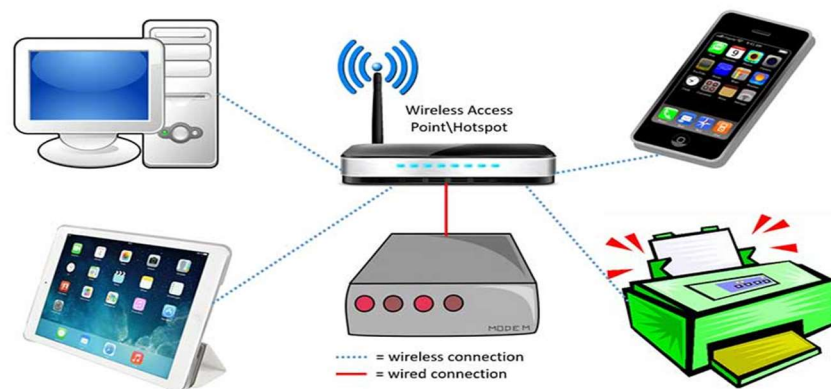 Wireless Access
Point\Hotspot
MODEM
= wireless connection
= wired connection